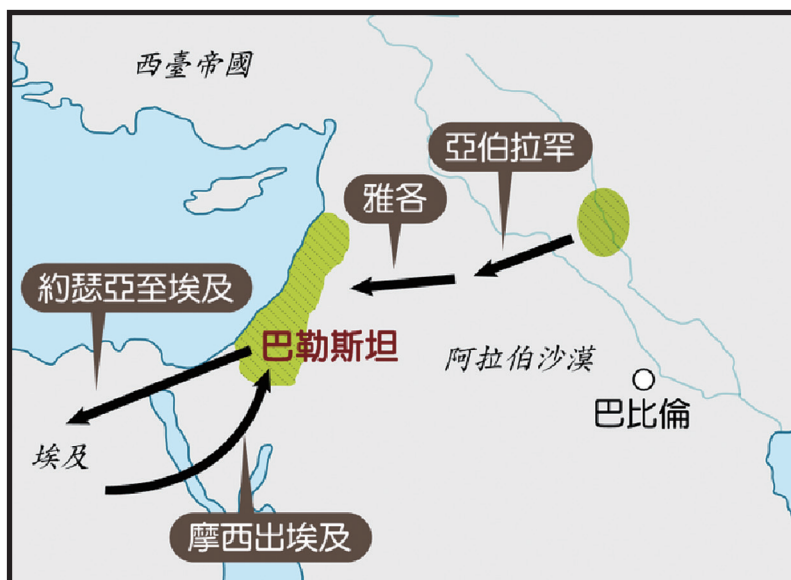 西臺帝國
亞伯拉罕
雅各
約瑟亞至埃及
巴勒斯坦
阿拉伯沙漠
巴比倫
埃及
摩西出埃及